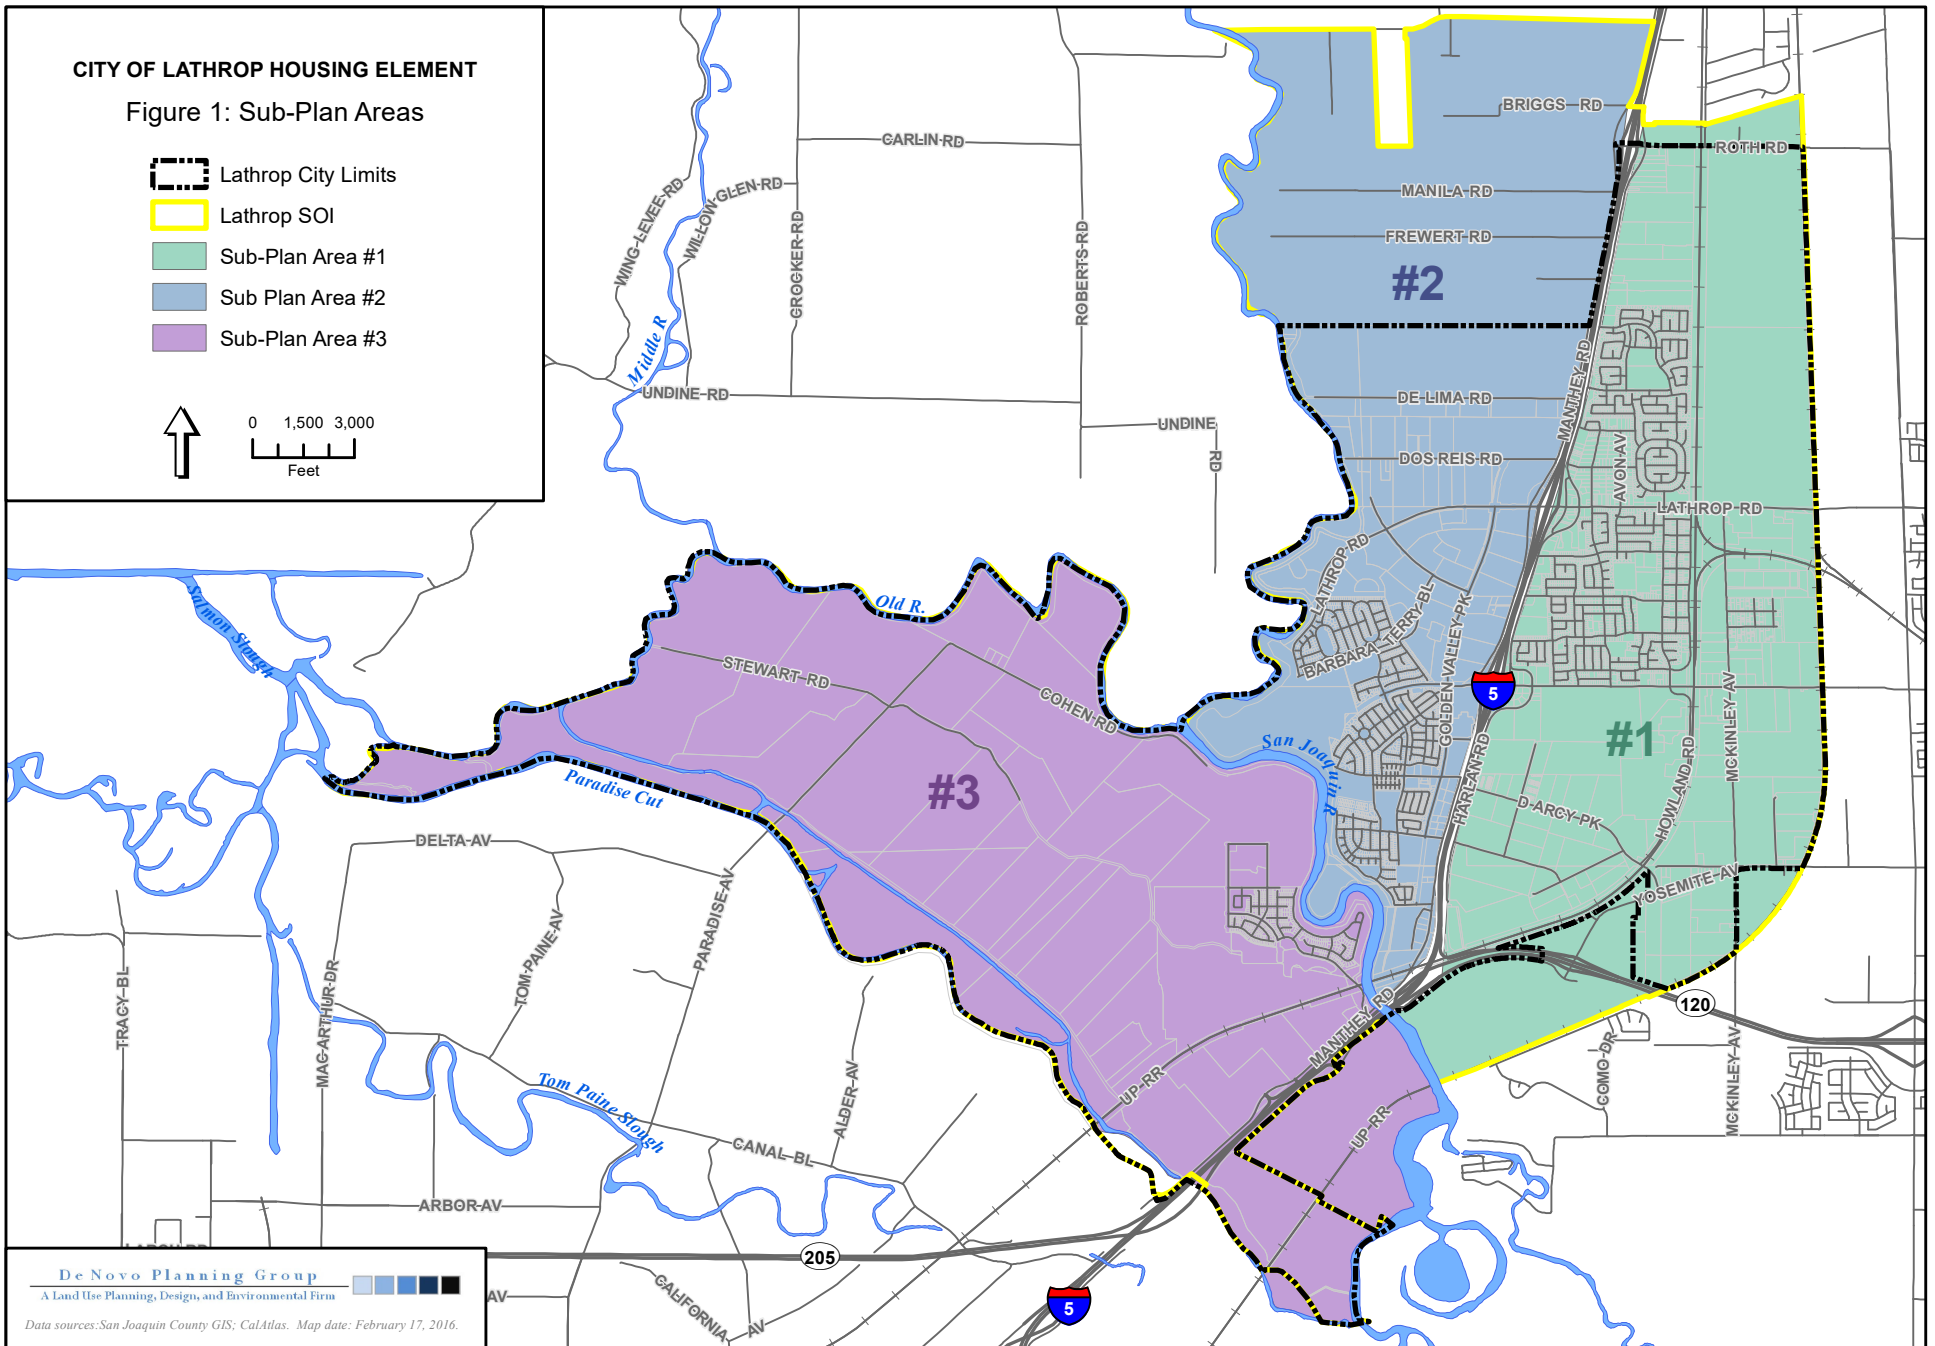 CITY OF LATHROP HOUSING ELEMENT
Figure 1: Sub-Plan Areas
Lathrop City Limits
Lathrop SOI
Sub-Plan Area #1
Sub Plan Area #2
Sub-Plan Area #3
0 1,500 3,000
Feet
BRIGGS RD
CARLIN RD
ROTH RD
WING LEVEE RD
WILLOW GLEN RD
MANILA RD
CROCKER RD
ROBERTS RD
FREWERT RD
#2
Middle R
MANTHEY RD
UNDINE RD
DE LIMA RD
UNDINE
RD
DOS REIS RD
AVON AV
LATHROP RD
LATHROP RD
Salmon Slough
Old R.
BARBARA TERRY BL
GOLDEN VALLEY PK
STEWART RD
COHEN RD
5
MCKINLEY AV
San Joaquin R
#1
HARLAN RD
HOWLAND RD
Paradise Cut
#3
D ARCY PK
DELTA AV
PARADISE AV
YOSEMITE AV
TOM PAINE AV
TRACY BL
MAC ARTHUR DR
120
MANTHEY RD
COMO DR
MCKINLEY AV
UP RR
UP RR
ALDER AV
Tom Paine Slough
CANAL BL
ARBOR AV
205
5
CALIFORNIA
AV
AV
De Novo Planning Group
A Land Use Planning, Design, and Environmental Firm
Data sources:San Joaquin County GIS; CalAtlas. Map date: February 17, 2016.